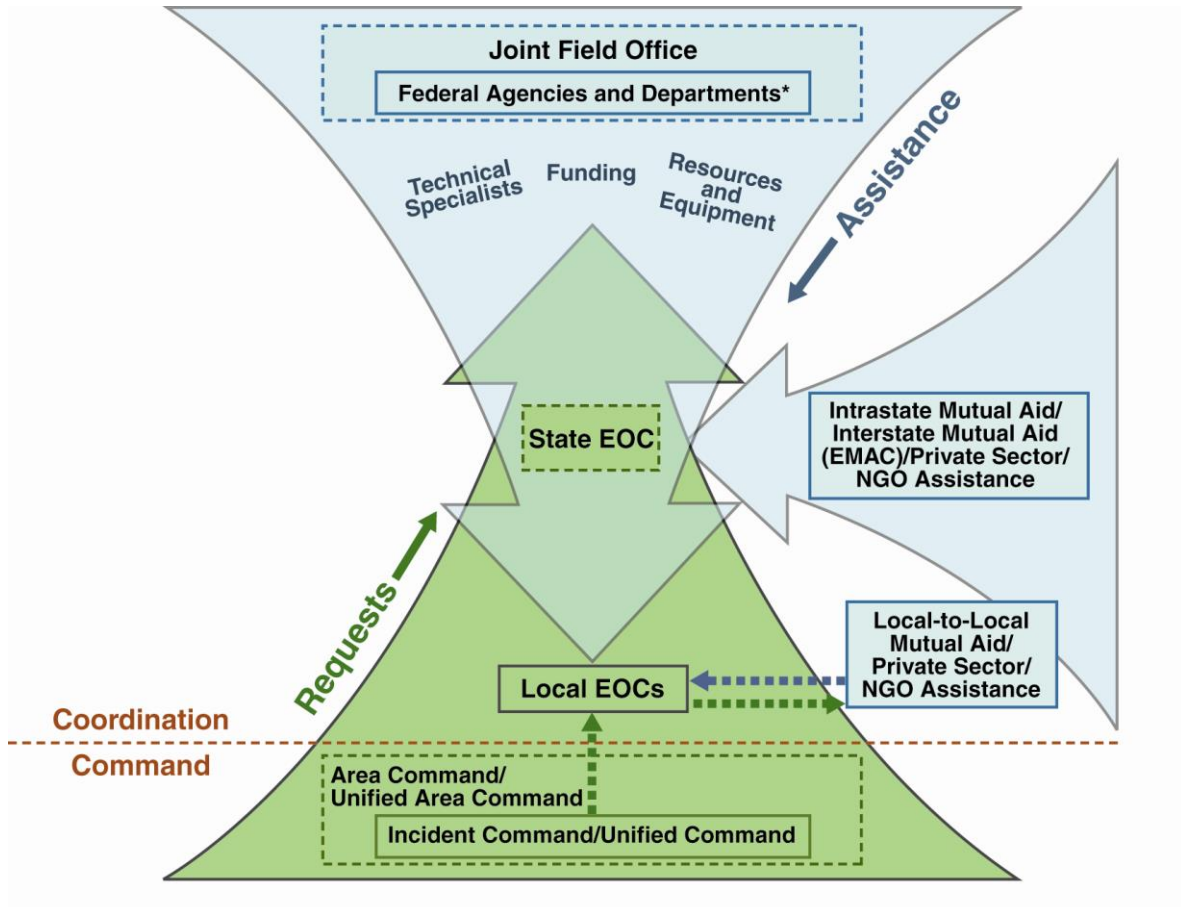 Joint Field Office
Federal Agencies and Departments*
Technical
Specialists
Funding
Resources
and
Equipment
Assistance
State EOC
Intrastate Mutual Aid/
Interstate Mutual Aid
(EMAC)/Private Sector/
NGO Assistance
Requests
Local-to-Local
Mutual Aid/
Private Sector/
NGO Assistance
Local EOCs
Coordination
Command
Area Command/
Unified Area Command
Incident Command/Unified Command